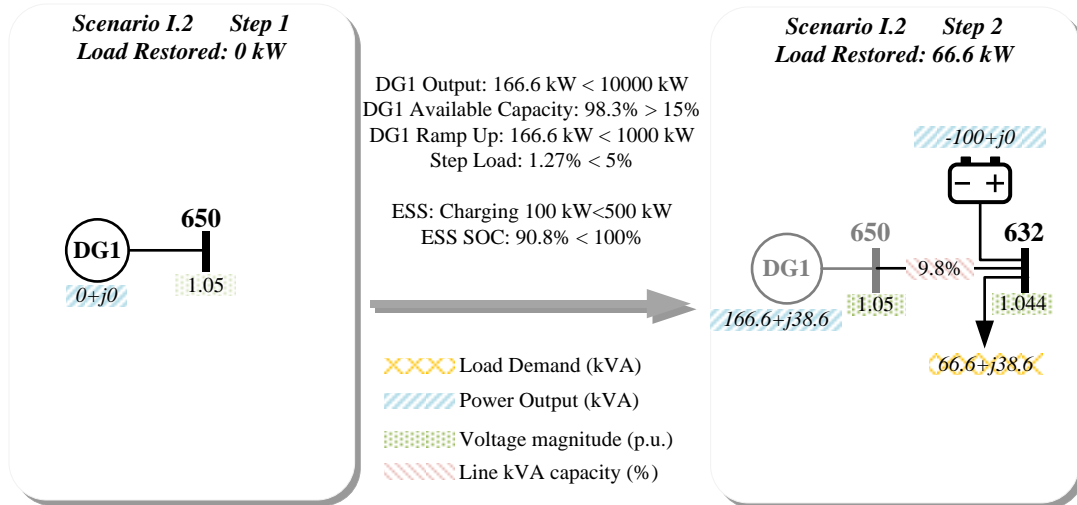 Scenario I.2 Step 1
Load Restored: 0 kW
650
DG1
1.05
0+j0
DG1 Output: 166.6 kW < 10000 kW
DG1 Available Capacity: 98.3% > 15%
DG1 Ramp Up: 166.6 kW < 1000 kW
Step Load: 1.27% < 5%
ESS: Charging 100 kW<500 kW
ESS SOC: 90.8% < 100%
Load Demand (kVA)
Power Output (kVA)
Voltage magnitude (p.u.)
Line kVA capacity (%)
Scenario I.2 Step 2
Load Restored: 66.6 kW
-100+j0
− +
650
632
DG1
9.8%
1.05
1.044
166.6+j38.6
66.6+j38.6